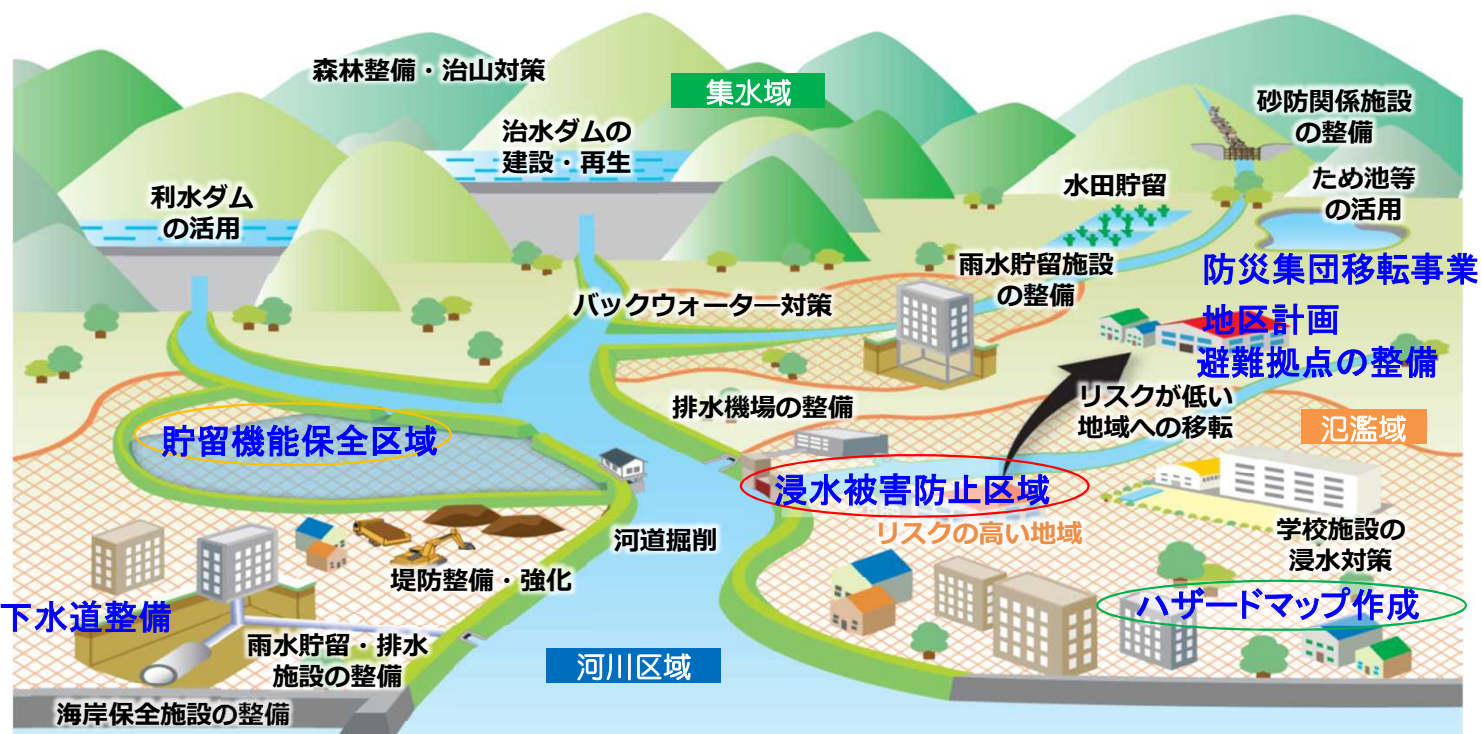 森林整備・治山対策
集水域
治水ダムの
建設・再生
砂防関係施設
の整備
利水ダム
の活用
水田貯留
ため池等
の活用
雨水貯留施設
の整備
防災集団移転事業
地区計画
避難拠点の整備
バックウォーター対策
排水機場の整備
リスクが低い
地域への移転
氾濫域
貯留機能保全区域
浸水被害防止区域
リスクの高い地域
学校施設の
浸水対策
河道掘削
堤防整備・強化
ハザードマップ作成
下水道整備
雨水貯留・排水
施設の整備
河川区域
海岸保全施設の整備